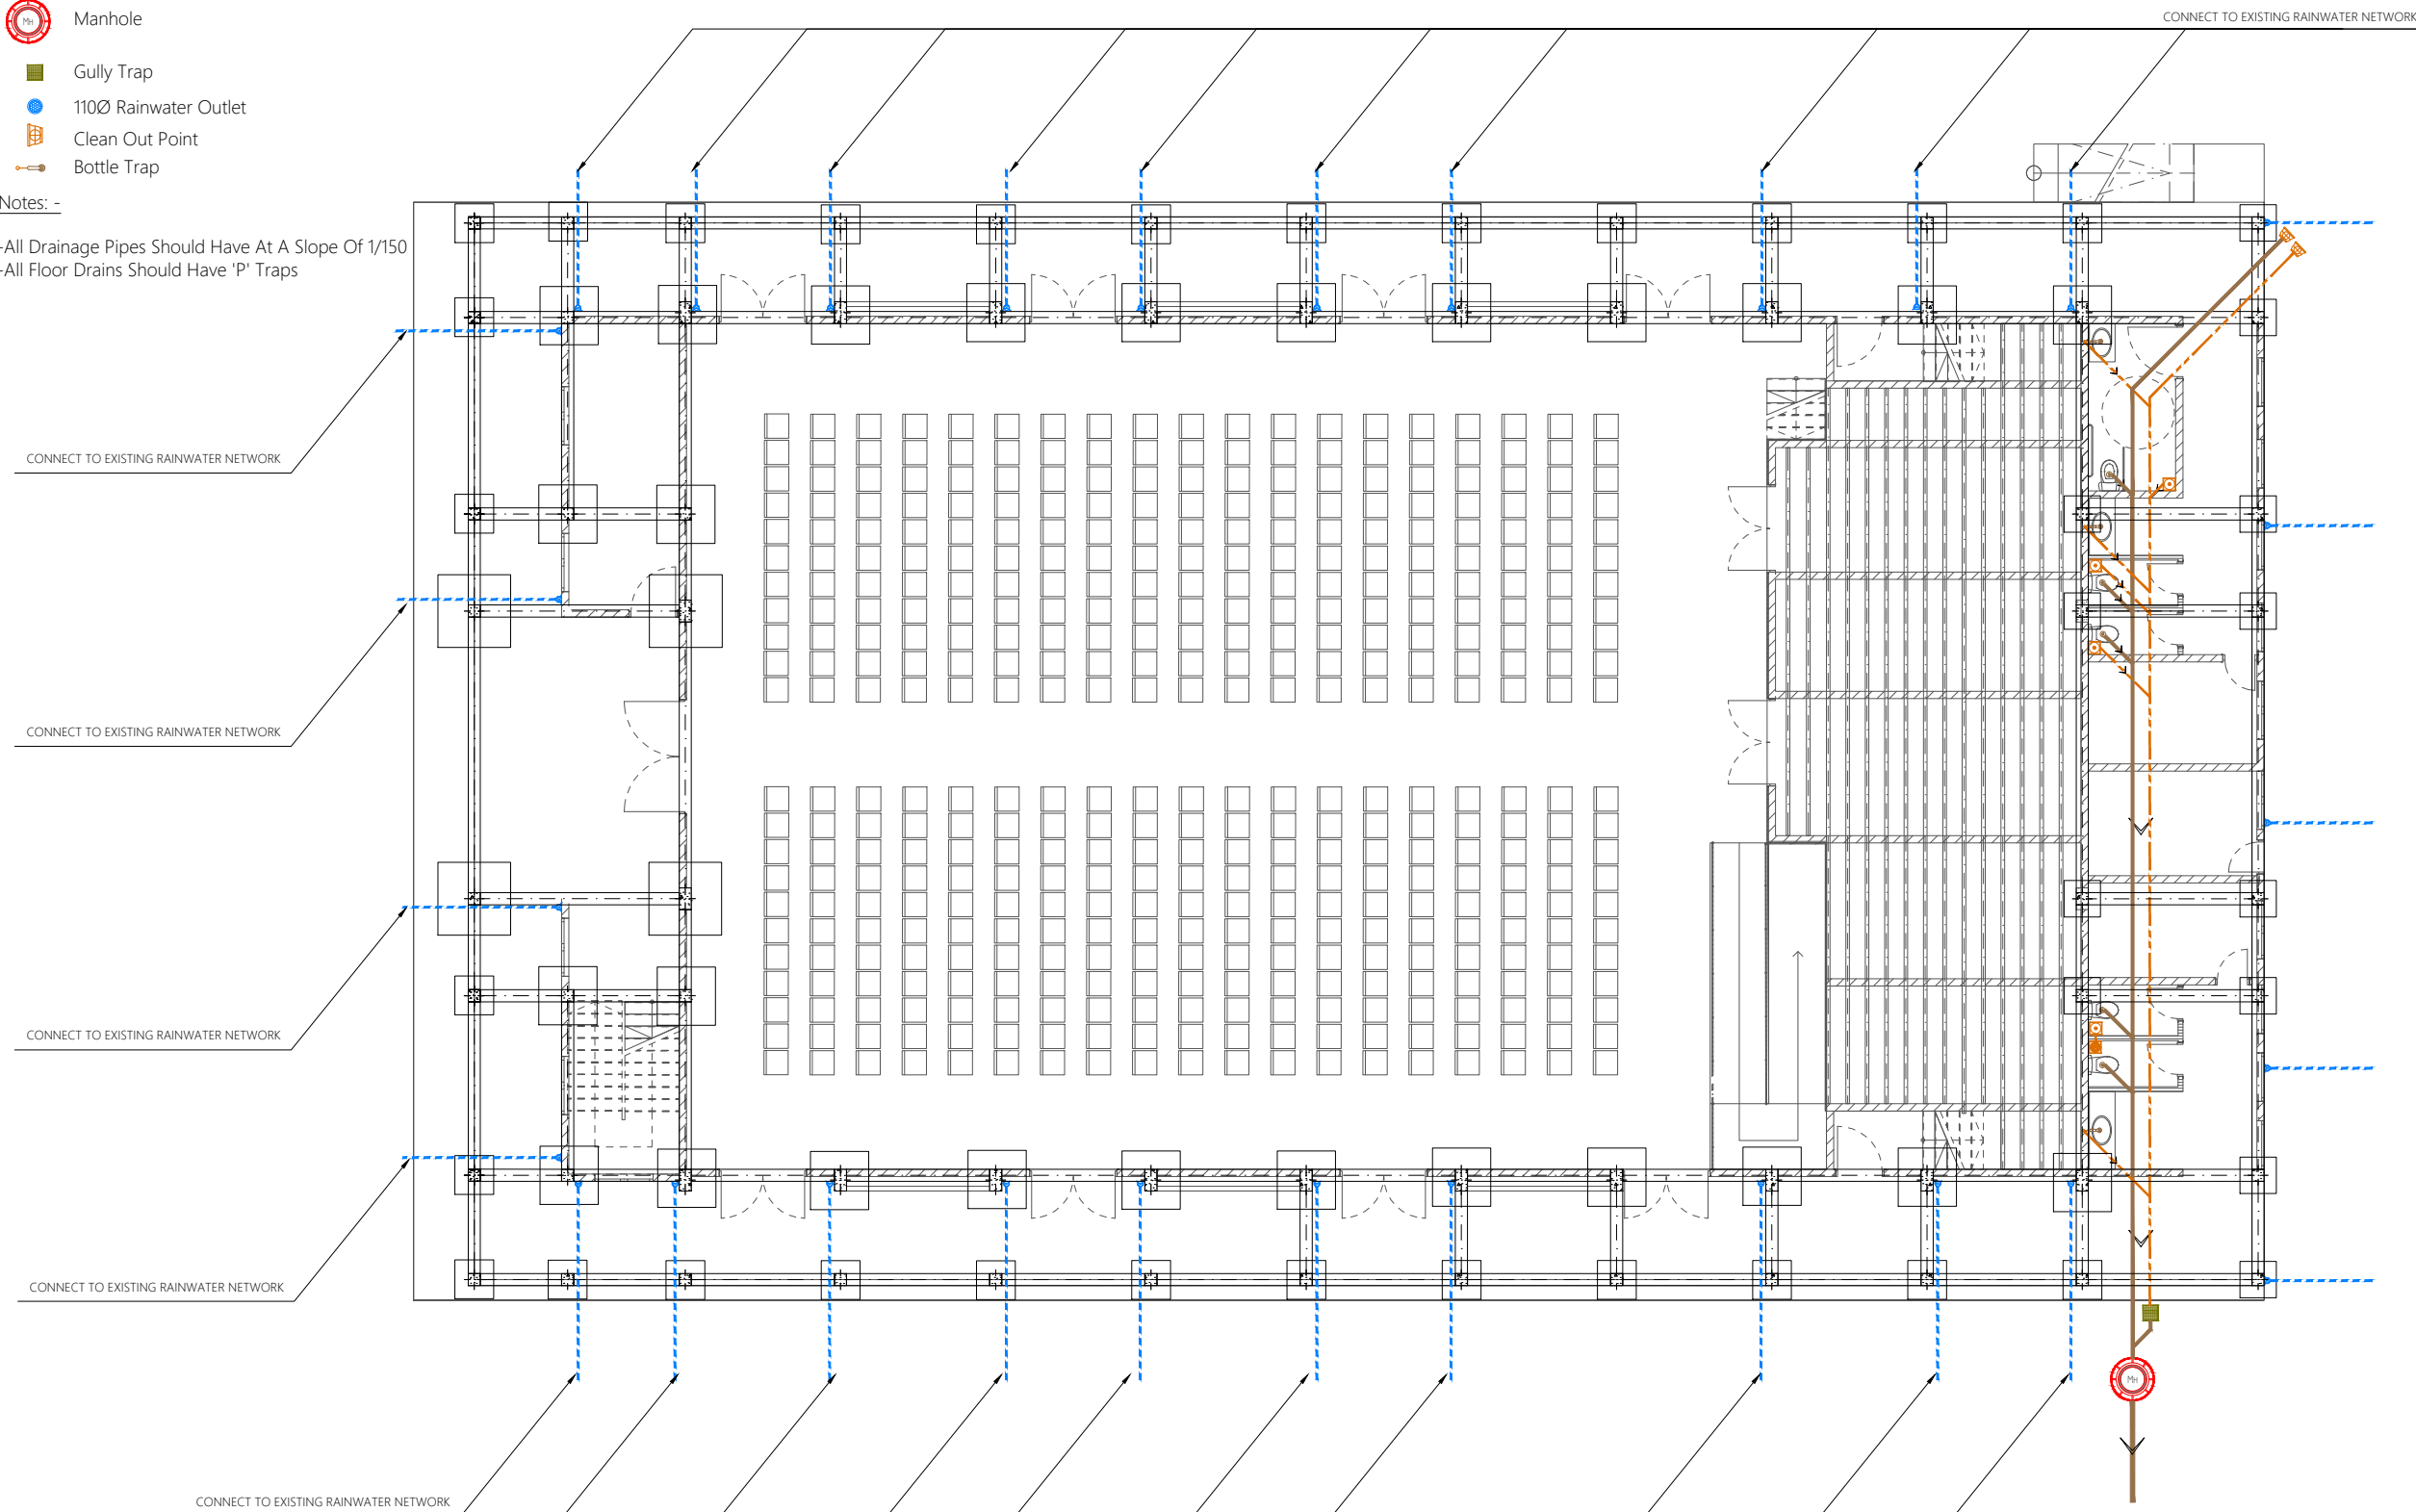 CONNECT TO EXISTING RAINWATER NETWORK
MH
Manhole
Gully Trap
110Ø Rainwater Outlet
Clean Out Point
Bottle Trap
Notes: -
-All Drainage Pipes Should Have At A Slope Of 1/150
-All Floor Drains Should Have 'P' Traps
CONNECT TO EXISTING RAINWATER NETWORK
CONNECT TO EXISTING RAINWATER NETWORK
CONNECT TO EXISTING RAINWATER NETWORK
CONNECT TO EXISTING RAINWATER NETWORK
MH
CONNECT TO EXISTING RAINWATER NETWORK